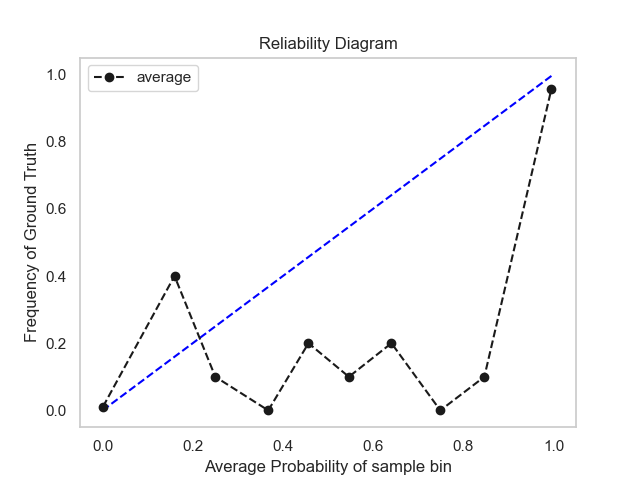 Reliability Diagram
average
1.0
0.8
0.6
0.4
0.2
0.0
Frequency of Ground Truth
0.0 0.2 0.4 0.6 0.8 1.0
Average Probability of sample bin